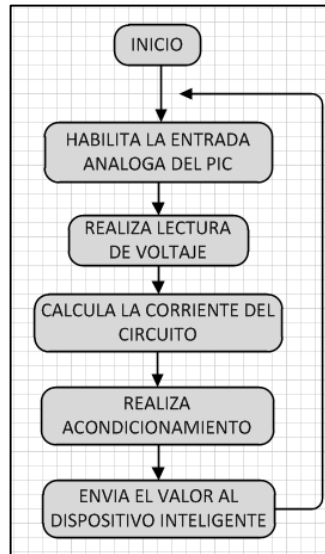 INICIO
HABILITA LA ENTRADA
ANALOGA DEL PIC
REALIZA LECTURA
DE VOLTAJE
CALCULA LA CORRIENTE DEL
CIRCUITO
REALIZA
ACONDICIONAMIENTO
ENVIA EL VALOR AL
DISPOSITIVO INTELIGENTE